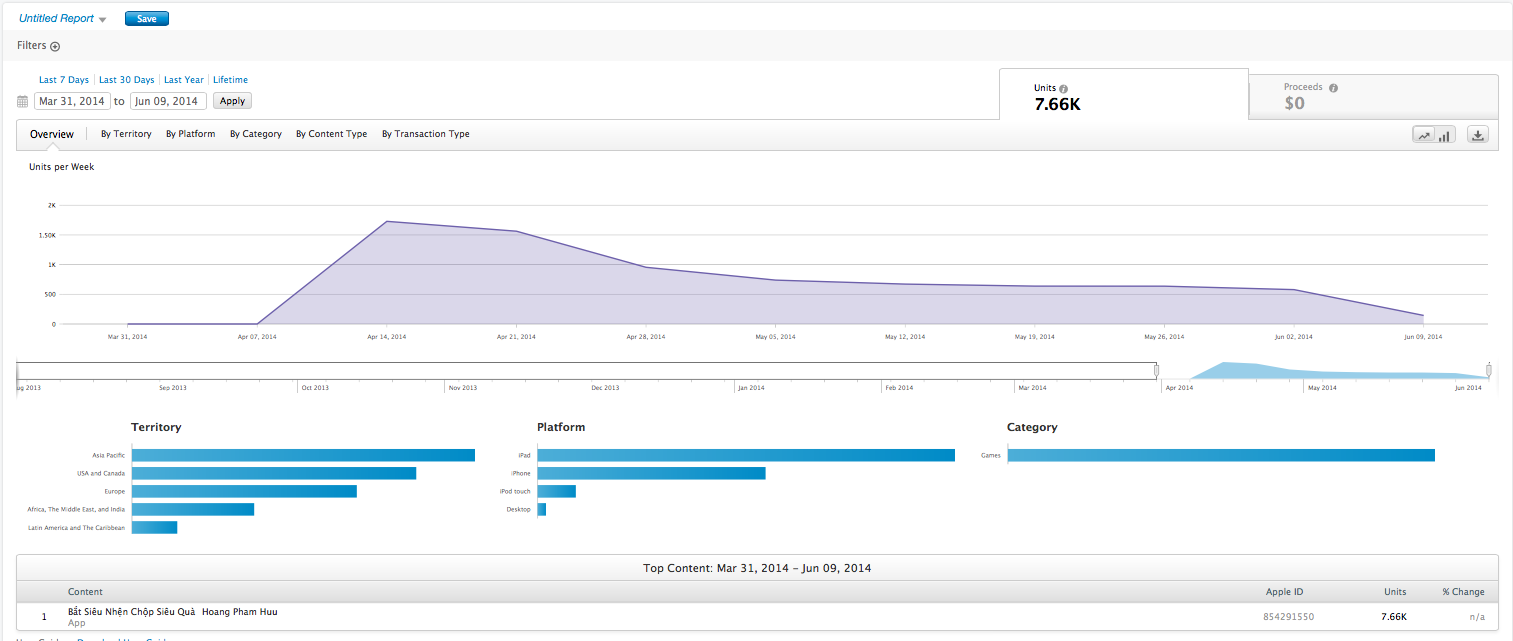 Untitled Report Save
Filters
Last 7 Days Last 30 Days Last Year Lifetime
Mar 31, 2014 to Jun 09, 2014 Apply
Units
7.66K
Proceeds
$0
Overview By Territory By Platform By Category By Content Type By Transaction Type
Units per Week
2K
1.50K
1K
500
0
Mar 31, 2014 Apr 07, 2014 Apr 14, 2014 Apr 21, 2014 Apr 28, 2014 May 05, 2014 May 12, 2014 May 19, 2014 May 26, 2014 Jun 02, 2014 Jun 09, 2014
ug 2013 Sep 2013 Oct 2013 Nov 2013 Dec 2013 Jan 2014 Feb 2014 Mar 2014 Apr 2014 May 2014 Jun 2014
Territory
Asia Pacific
USA and Canada
Europe
Africa, The Middle East, and India
Latin America and The Caribbean
Platform
iPad
iPhone
iPod touch
Desktop
Category
Games
Top Content: Mar 31, 2014 – Jun 09, 2014
Content Apple ID Units % Change
1 Bắt Siêu Nhện Chộp Siêu Quả Hoang Pham Huu 854291550 7.66K n/a
App